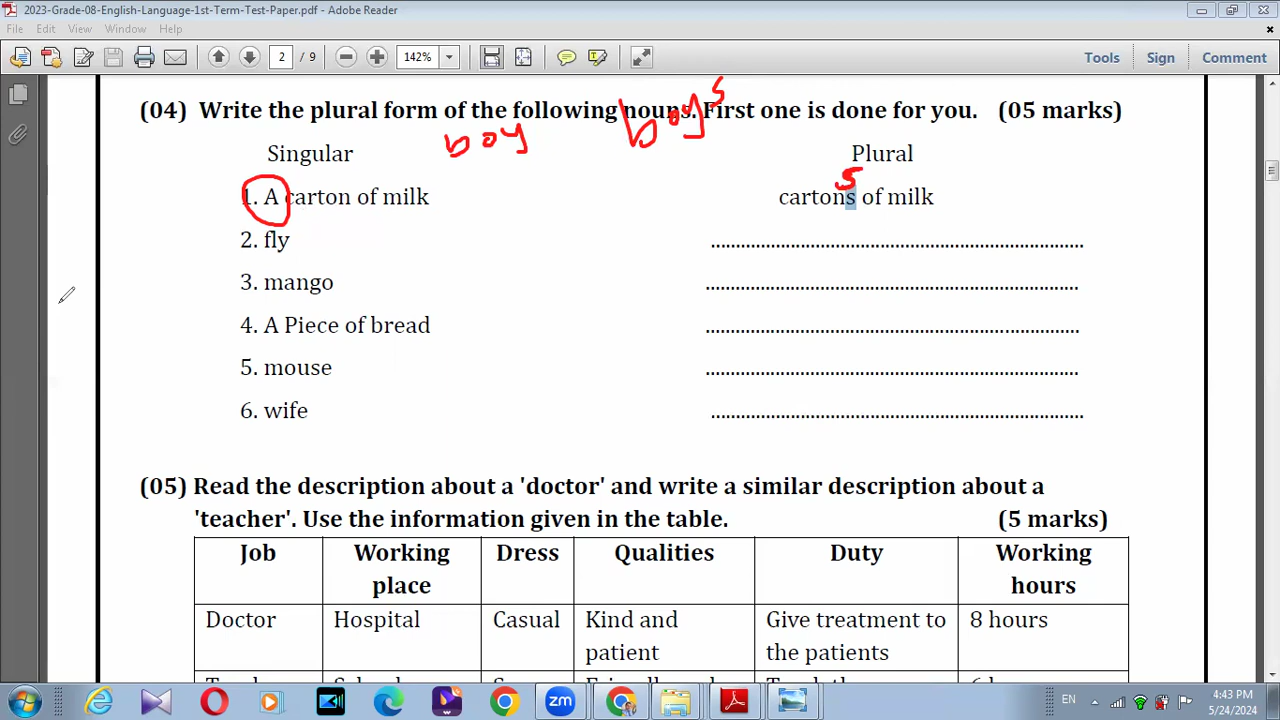 2023-Grade-08-English-Language-1st-Term-Test-Paper.pdf - Adobe Reader
File Edit View Window Help
2 / 9 142% Tools Sign Comment
(04) Write the plural form of the following nouns. First one is done for you. (05 marks)
boy boys
Singular Plural
s
1. A carton of milk cartons of milk
2. fly ........................................................................
3. mango ........................................................................
4. A Piece of bread ........................................................................
5. mouse ........................................................................
6. wife ........................................................................
(05) Read the description about a 'doctor' and write a similar description about a
'teacher'. Use the information given in the table. (5 marks)
Job Working place Dress Qualities Duty Working hours
Doctor Hospital Casual Kind and patient Give treatment to the patients 8 hours
EN 4:43 PM
5/24/2024